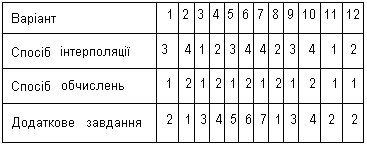 Варіант 1 2 3 4 5 6 7 8 9 10 11 12
Спосіб інтерполяції 3 4 1 2 3 4 4 2 3 4 1 2
Спосіб обчислень 1 2 1 2 1 2 1 2 1 2 1 1
Додаткове завдання 2 1 3 4 5 6 7 1 3 4 2 2